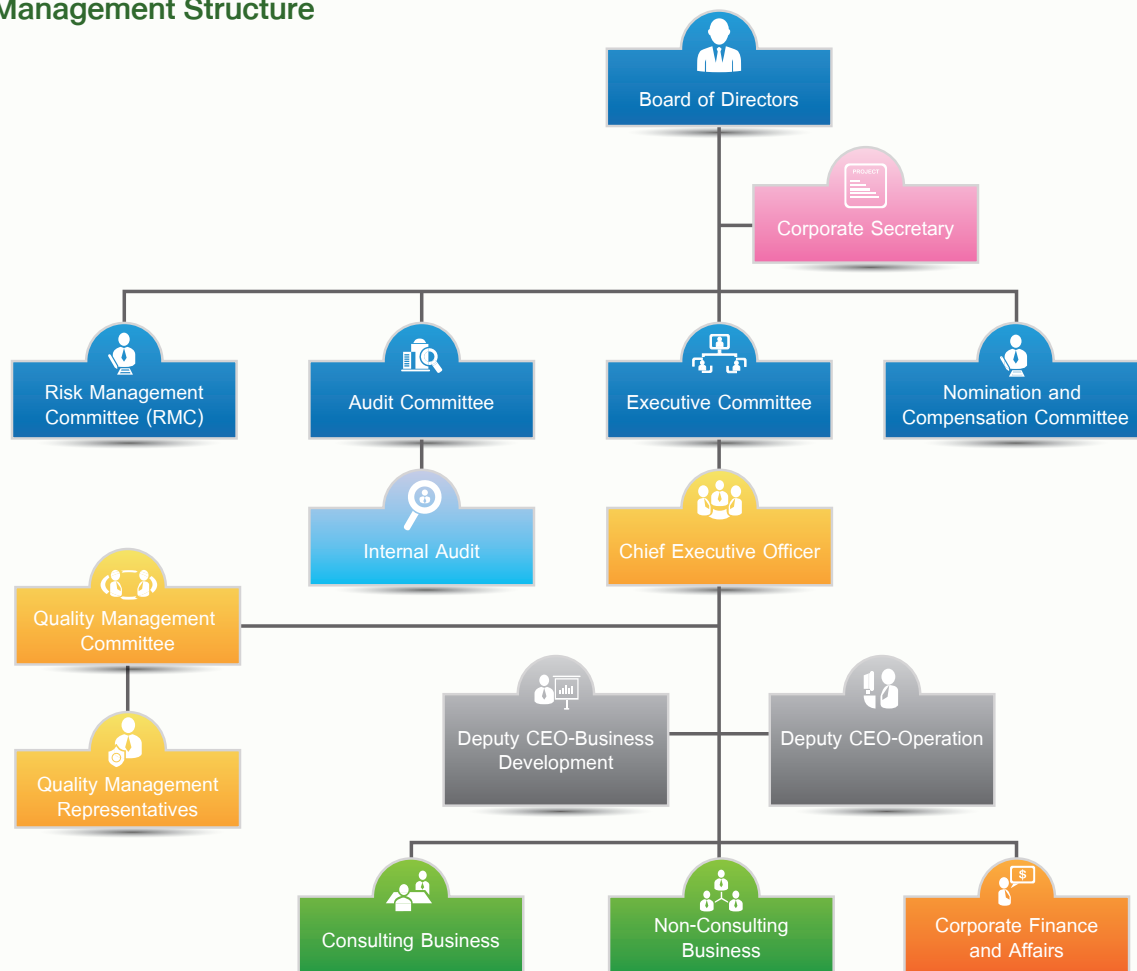 Management Structure
Board of Directors
PROJECT
Corporate Secretary
Risk Management
Committee (RMC)
Audit Committee
Executive Committee
Nomination and
Compensation Committee
Internal Audit
Chief Executive Officer
Quality Management
Committee
Deputy CEO-Business
Development
Deputy CEO-Operation
Quality Management
Representatives
Consulting Business
Non-Consulting
Business
$
Corporate Finance
and Affairs